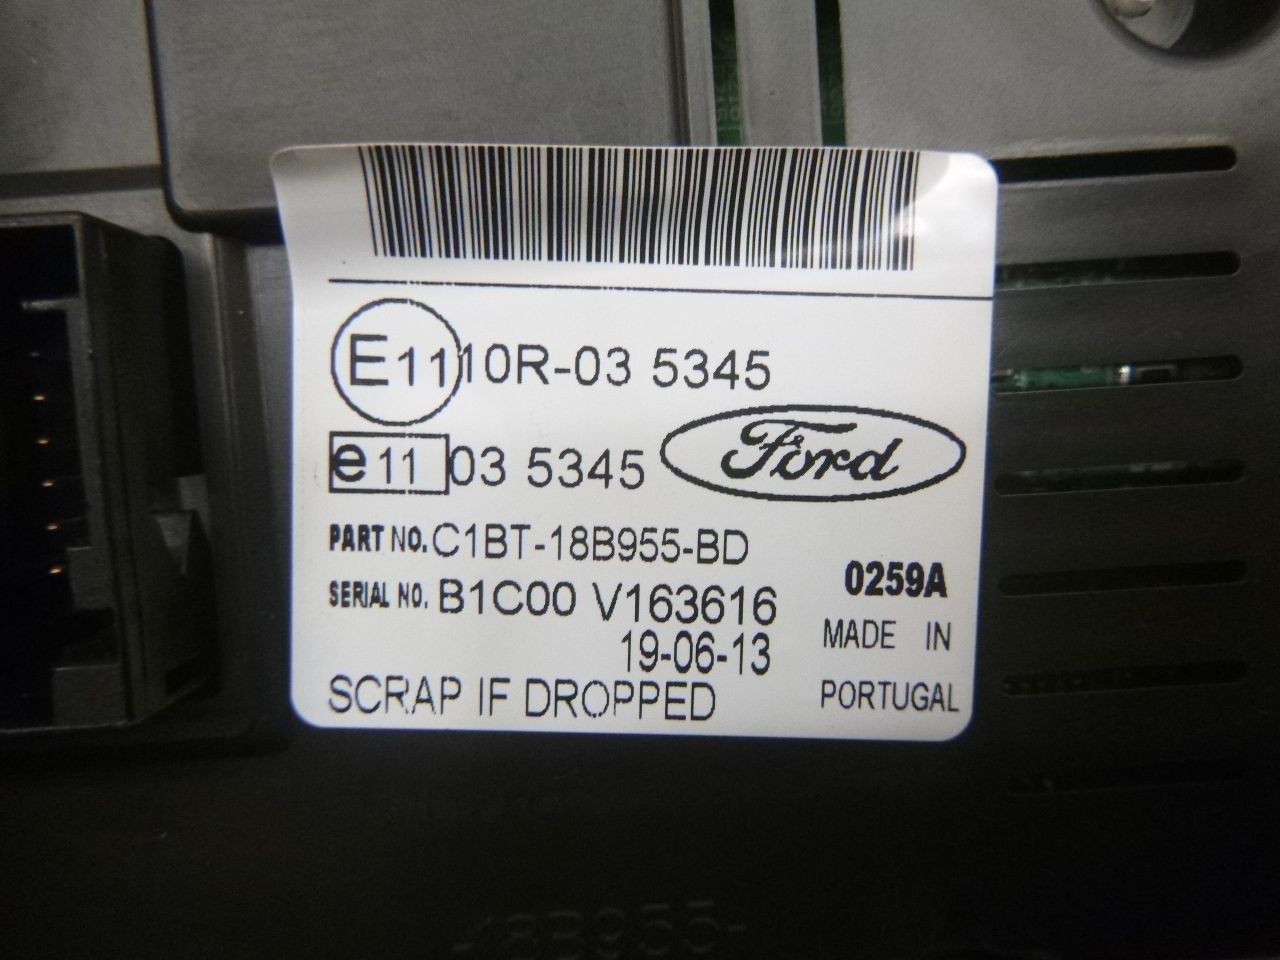 E11 10R-03 5345
e11 03 5345
Ford
PART NO. C1BT-18B955-BD
SERIAL NO. B1C00 V163616
0259A
19-06-13
MADE IN
PORTUGAL
SCRAP IF DROPPED
-18B955-